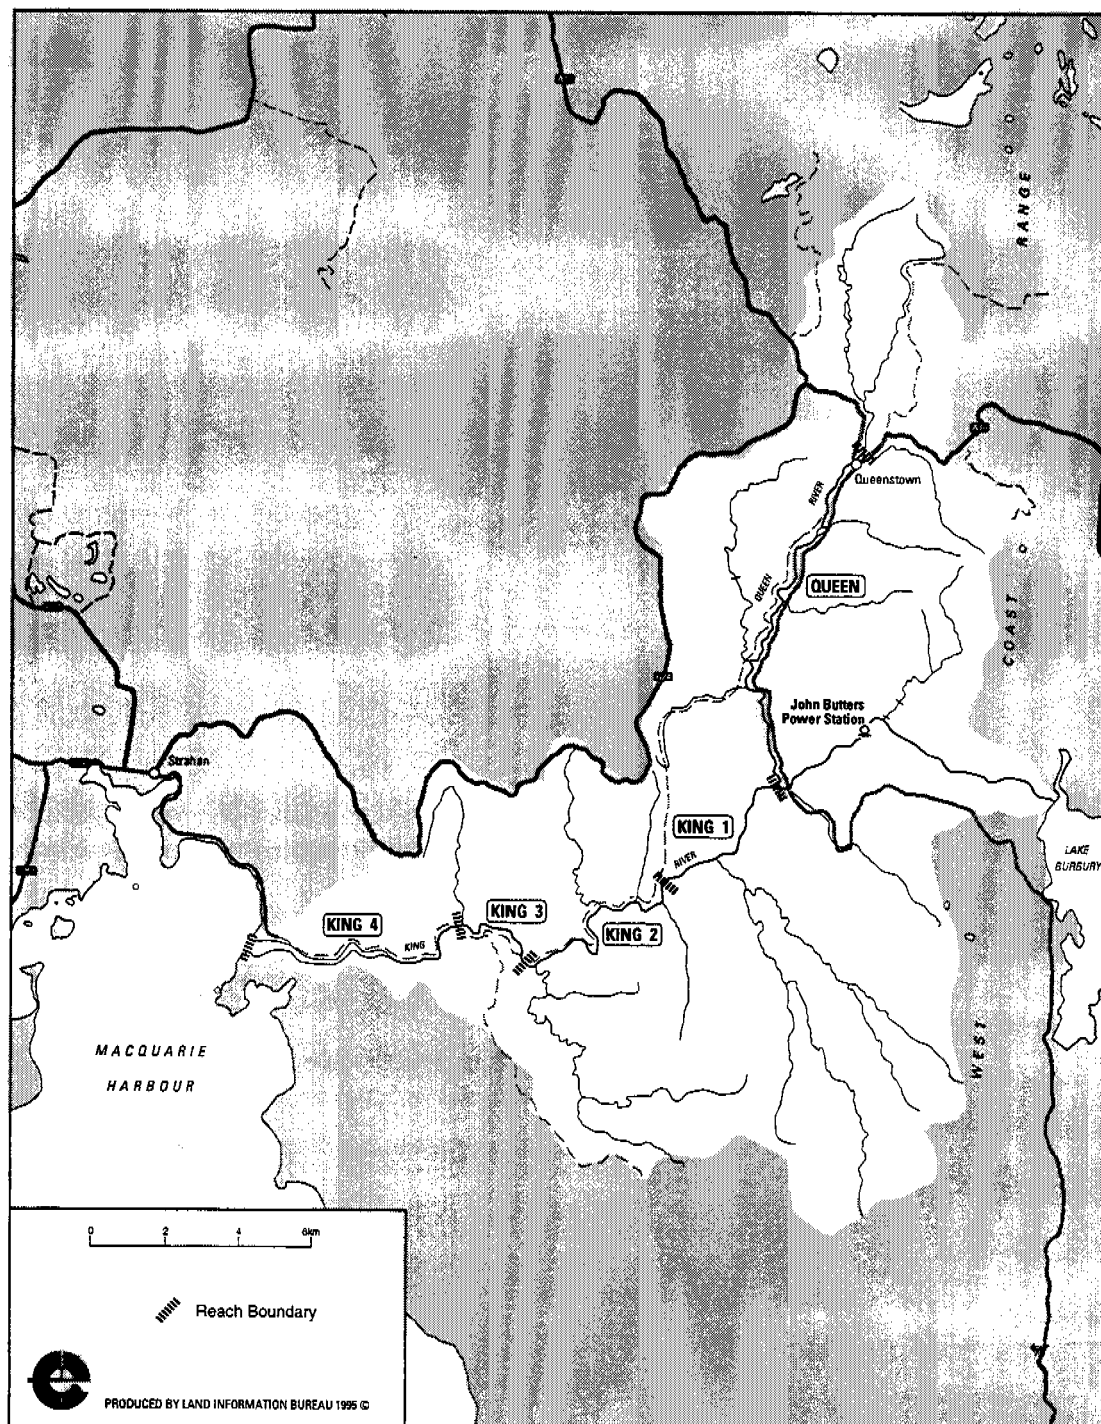 RANGE
Queenstown
RIVER
QUEEN
QUEEN
COAST
John Butters
Power Station
Strahan
KING 1
RIVER
LAKE
BURBURY
KING 4
KING
KING 3
KING 2
WEST
MACQUARIE
HARBOUR
0 2 4 6km
Reach Boundary
PRODUCED BY LAND INFORMATION BUREAU 1995 ©